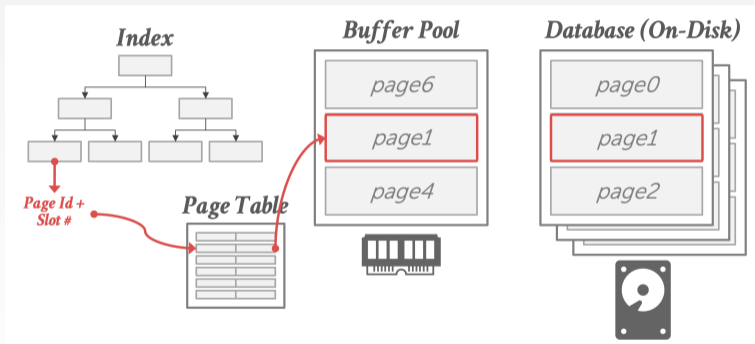 Index
Buffer Pool
Database (On-Disk)
page6
page1
page4
page0
page1
page2
Page Id +
Slot #
Page Table